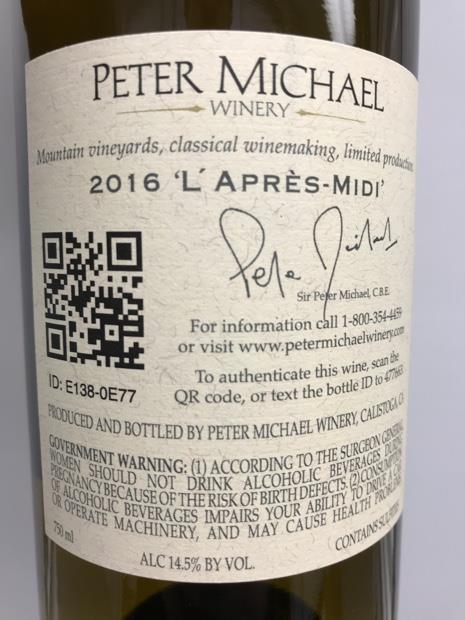 PETER MICHAEL
WINERY
Mountain vineyards, classical winemaking, limited production.
2016 'L'APRÈS-MIDI'
Pete Michael
Sir Peter Michael, C.B.E.
For information call 1-800-354-4459
or visit www.petermichaelwinery.com
To authenticate this wine, scan the
QR code, or text the bottle ID to 477663.
ID: E138-0E77
PRODUCED AND BOTTLED BY PETER MICHAEL WINERY, CALISTOGA, CA
GOVERNMENT WARNING: (1) ACCORDING TO THE SURGEON GENERAL,
WOMEN SHOULD NOT DRINK ALCOHOLIC BEVERAGES DURING
PREGNANCY BECAUSE OF THE RISK OF BIRTH DEFECTS. (2) CONSUMPTION
OF ALCOHOLIC BEVERAGES IMPAIRS YOUR ABILITY TO DRIVE A CAR
OR OPERATE MACHINERY, AND MAY CAUSE HEALTH PROBLEMS.
750 ml
CONTAINS SULFITES
ALC 14.5% BY VOL.